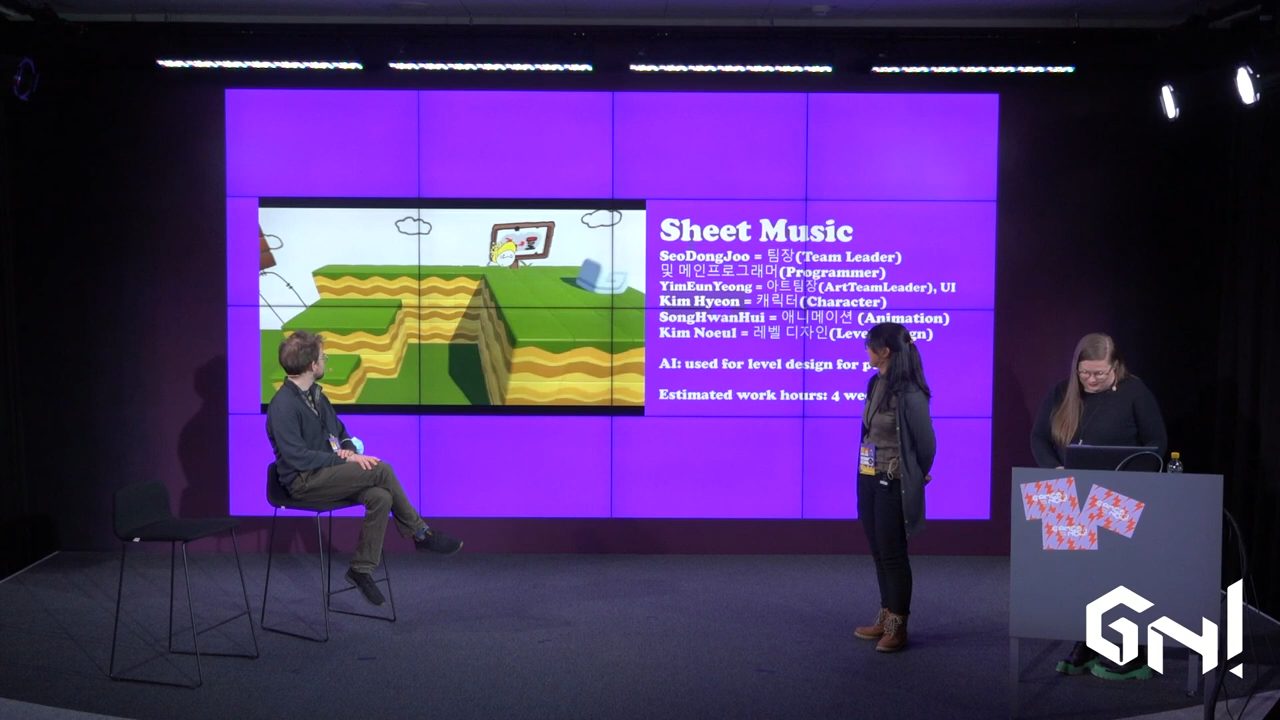 Sheet Music
SeoDongJoo = 팀장(Team Leader)
및 메인프로그래머(Programmer)
YimEunYeong = 아트팀장(ArtTeamLeader), UI
Kim Hyeon = 캐릭터(Character)
SongHwanHui = 애니메이션 (Animation)
Kim Noeul = 레벨 디자인(Level
AI: used for level design for
Estimated work hours: 4
GN!